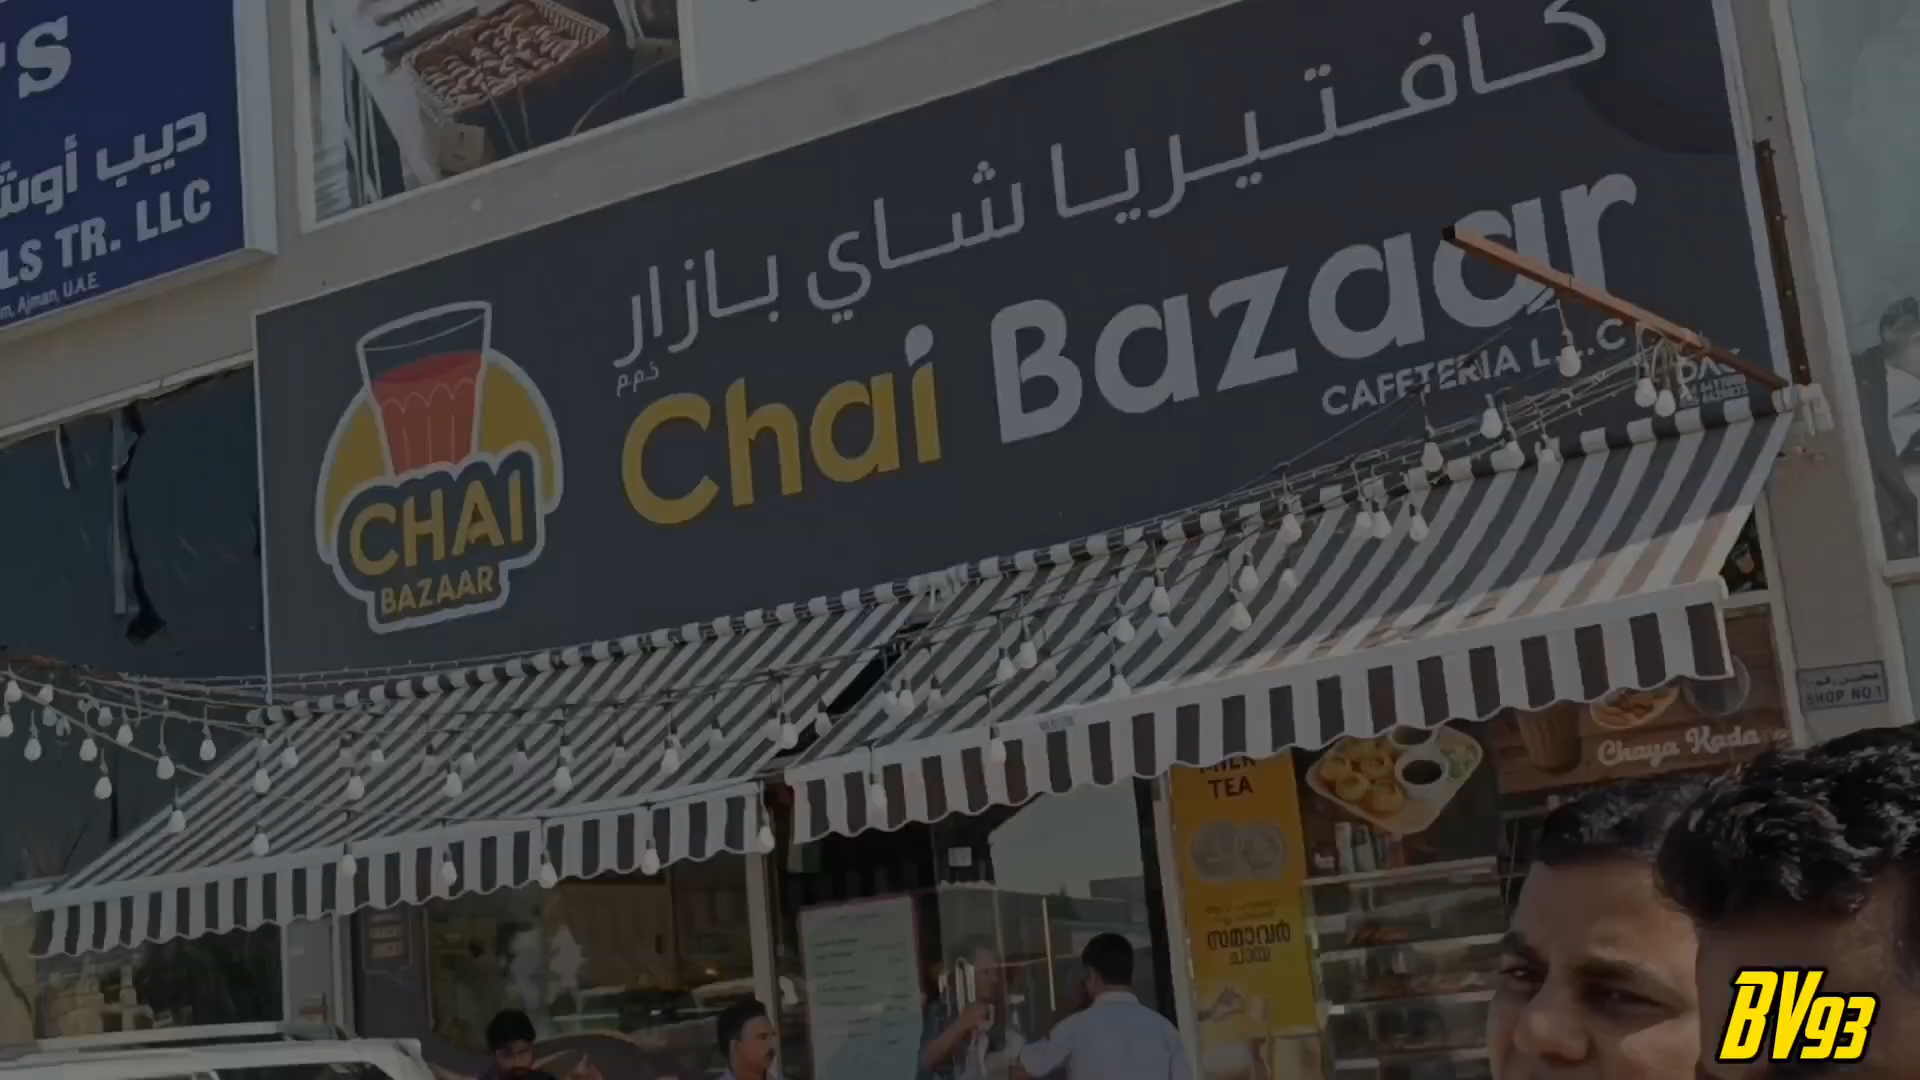 S
ديب أوش
LS TR. LLC
m, Ajman, U.A.E.
كافتيريا شاي بازار
ذ.م.م
Chai Bazaar
CAFETERIA L.L.C
CHAI
BAZAAR
SHOP NO.1
Chaya Kada
MILK
TEA
സമാവർ
ചായ
BV93